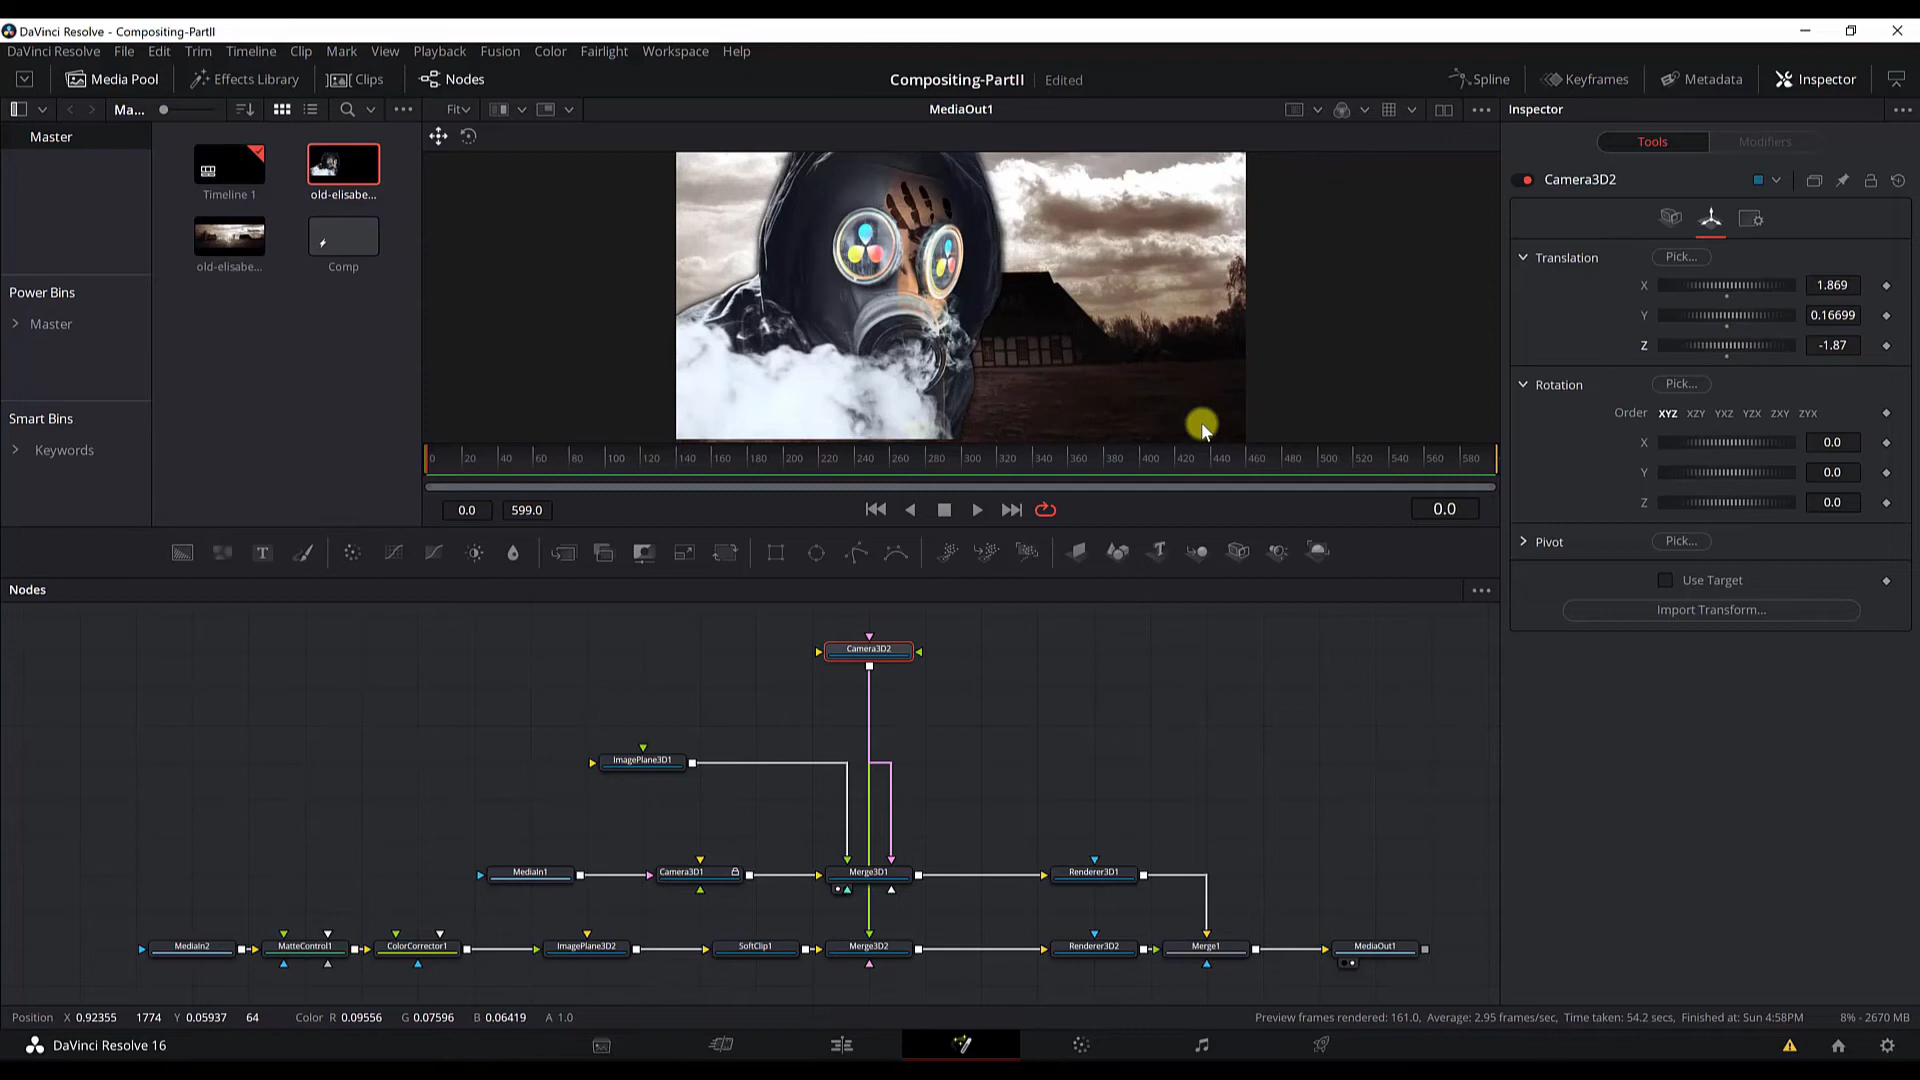 DaVinci Resolve - Compositing-PartII
DaVinci Resolve File Edit Trim Timeline Clip Mark View Playback Fusion Color Fairlight Workspace Help
Media Pool Effects Library Clips Nodes Compositing-PartII Edited Spline Keyframes Metadata Inspector
Ma... Fit MediaOut1 Inspector
Master
Timeline 1 old-elisabe...
old-elisabe... Comp
Power Bins
Master
Smart Bins
Keywords
Tools Modifiers
Camera3D2
Translation Pick...
X 1.869
Y 0.16699
Z -1.87
Rotation Pick...
Order XYZ XZY YXZ YZX ZXY ZYX
X 0.0
Y 0.0
Z 0.0
Pivot Pick...
Use Target
Import Transform...
0 20 40 60 80 100 120 140 160 180 200 220 240 260 280 300 320 340 360 380 400 420 440 460 480 500 520 540 560 580
0.0 599.0 0.0
T T
Nodes
Camera3D2
ImagePlane3D1
MediaIn1 Camera3D1 Merge3D1 Renderer3D1
MediaIn2 MatteControl1 ColorCorrector1 ImagePlane3D2 SoftClip1 Merge3D2 Renderer3D2 Merge1 MediaOut1
Position X 0.92355 1774 Y 0.05937 64 Color R 0.09556 G 0.07596 B 0.06419 A 1.0 Preview frames rendered: 161.0, Average: 2.95 frames/sec, Time taken: 54.2 secs, Finished at: Sun 4:58PM 8% - 2670 MB
DaVinci Resolve 16